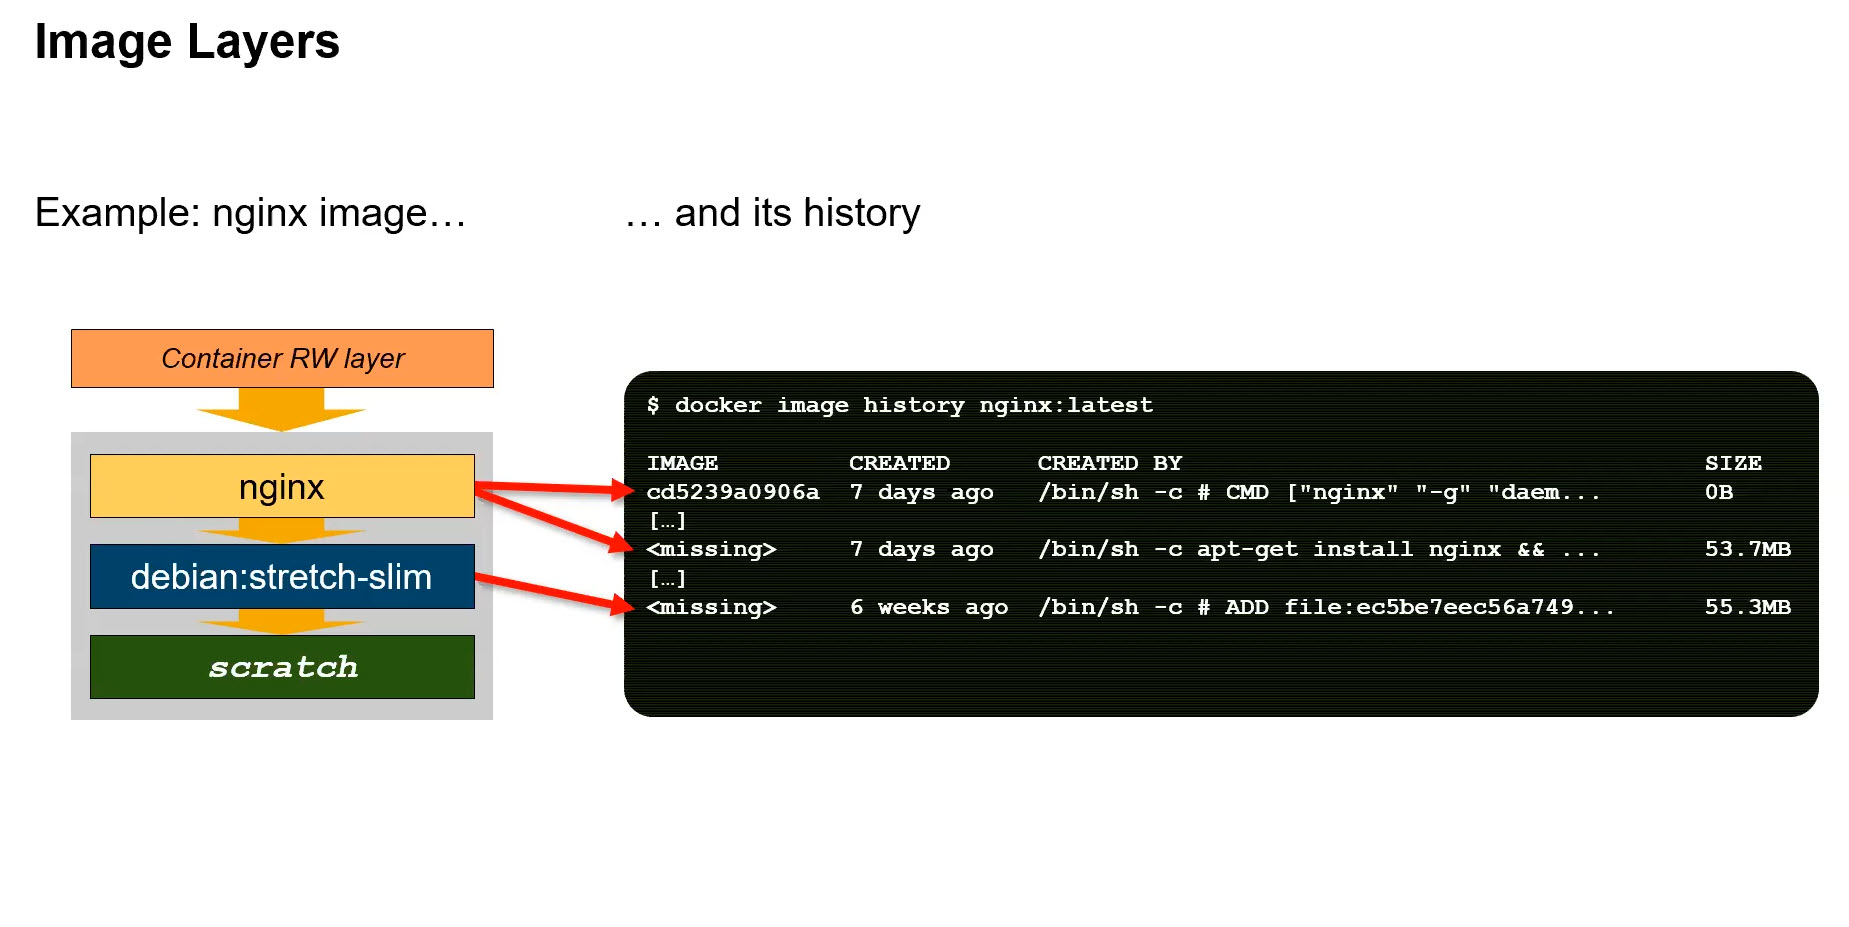 Image Layers
Example: nginx image…
… and its history
Container RW layer
nginx
debian:stretch-slim
scratch
$ docker image history nginx:latest
IMAGE CREATED CREATED BY SIZE
cd5239a0906a 7 days ago /bin/sh -c # CMD ["nginx" "-g" "daem... 0B
[…]
<missing> 7 days ago /bin/sh -c apt-get install nginx && ... 53.7MB
[…]
<missing> 6 weeks ago /bin/sh -c # ADD file:ec5be7eec56a749... 55.3MB